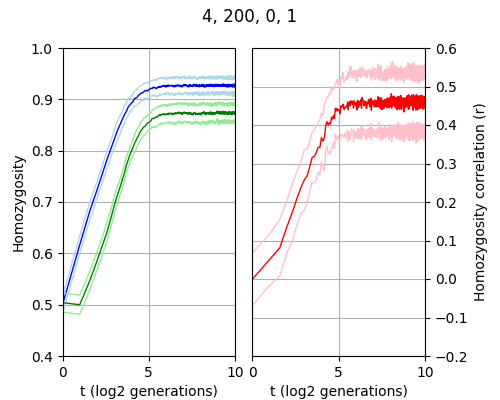 4, 200, 0, 1
1.0
0.9
0.8
0.7
0.6
0.5
0.4
Homozygosity
0 5 10
t (log2 generations)
0.6
0.5
0.4
0.3
0.2
0.1
0.0
−0.1
−0.2
Homozygosity correlation (r)
0 5 10
t (log2 generations)